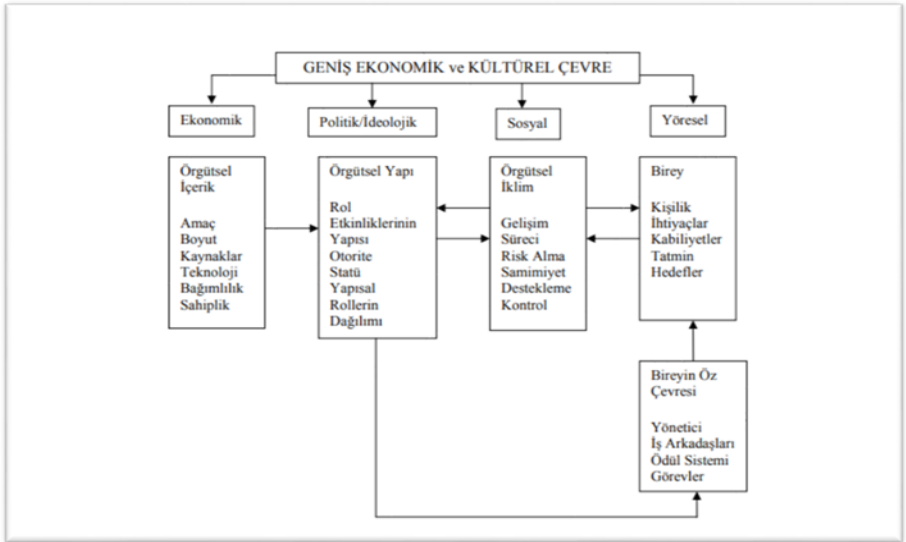 GENİŞ EKONOMİK ve KÜLTÜREL ÇEVRE
Ekonomik
Politik/İdeolojik
Sosyal
Yöresel
Örgütsel
İçerik
Amaç
Boyut
Kaynaklar
Teknoloji
Bağımlılık
Sahiplik
Örgütsel Yapı
Rol
Etkinliklerinin
Yapısı
Otorite
Statü
Yapısal
Rollerin
Dağılımı
Örgütsel
İklim
Gelişim
Süreci
Risk Alma
Samimiyet
Destekleme
Kontrol
Birey
Kişilik
İhtiyaçlar
Kabiliyetler
Tatmin
Hedefler
Bireyin Öz
Çevresi
Yönetici
İş Arkadaşları
Ödül Sistemi
Görevler